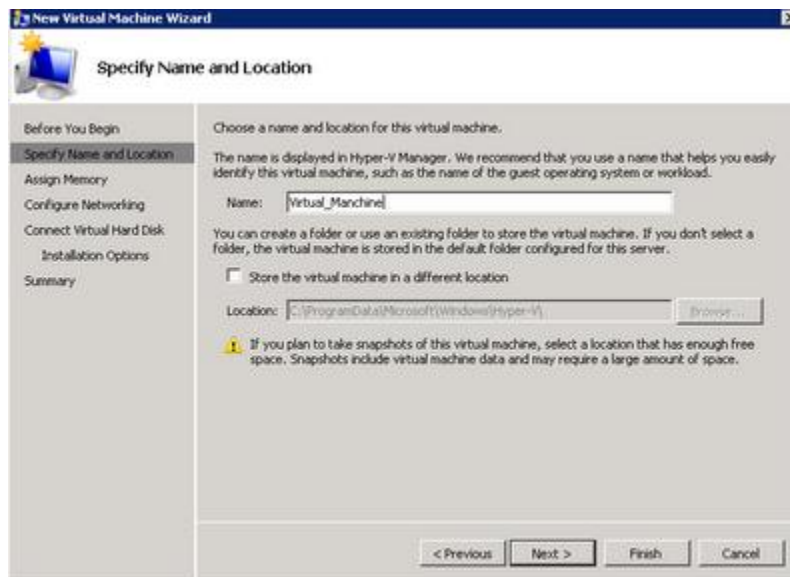 New Virtual Machine Wizard
Specify Name and Location
Before You Begin
Specify Name and Location
Assign Memory
Configure Networking
Connect Virtual Hard Disk
Installation Options
Summary
Choose a name and location for this virtual machine.
The name is displayed in Hyper-V Manager. We recommend that you use a name that helps you easily
identify this virtual machine, such as the name of the guest operating system or workload.
Name: Virtual_Manchine
You can create a folder or use an existing folder to store the virtual machine. If you don't select a
folder, the virtual machine is stored in the default folder configured for this server.
Store the virtual machine in a different location
Location: C:\ProgramData\Microsoft\Windows\Hyper-V\
Browse...
If you plan to take snapshots of this virtual machine, select a location that has enough free
space. Snapshots include virtual machine data and may require a large amount of space.
< Previous
Next >
Finish
Cancel